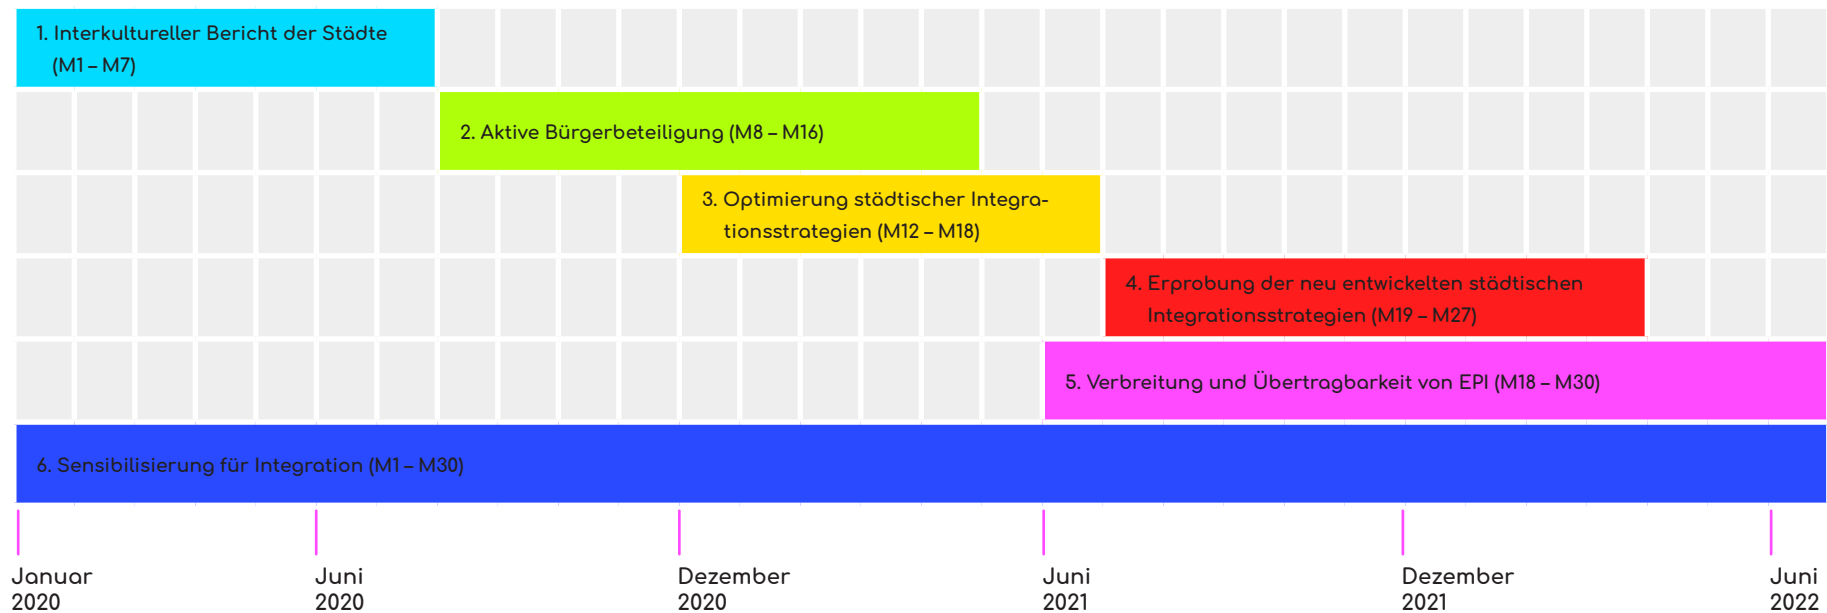 1. Interkultureller Bericht der Städte
(M1 – M7)
2. Aktive Bürgerbeteiligung (M8 – M16)
3. Optimierung städtischer Integra-
tionsstrategien (M12 – M18)
4. Erprobung der neu entwickelten städtischen
Integrationsstrategien (M19 – M27)
5. Verbreitung und Übertragbarkeit von EPI (M18 – M30)
6. Sensibilisierung für Integration (M1 – M30)
Januar
2020
Juni
2020
Dezember
2020
Juni
2021
Dezember
2021
Juni
2022